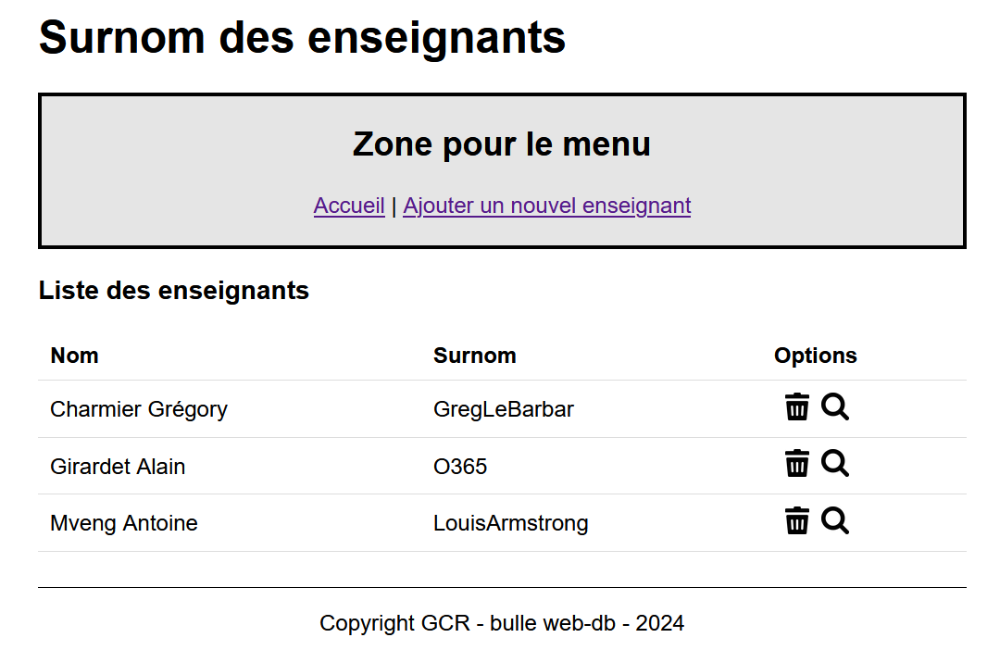 Surnom des enseignants
Zone pour le menu
Accueil | Ajouter un nouvel enseignant
Liste des enseignants
Nom Surnom Options
Charmier Grégory GregLeBarbar
Girardet Alain O365
Mveng Antoine LouisArmstrong
Copyright GCR - bulle web-db - 2024